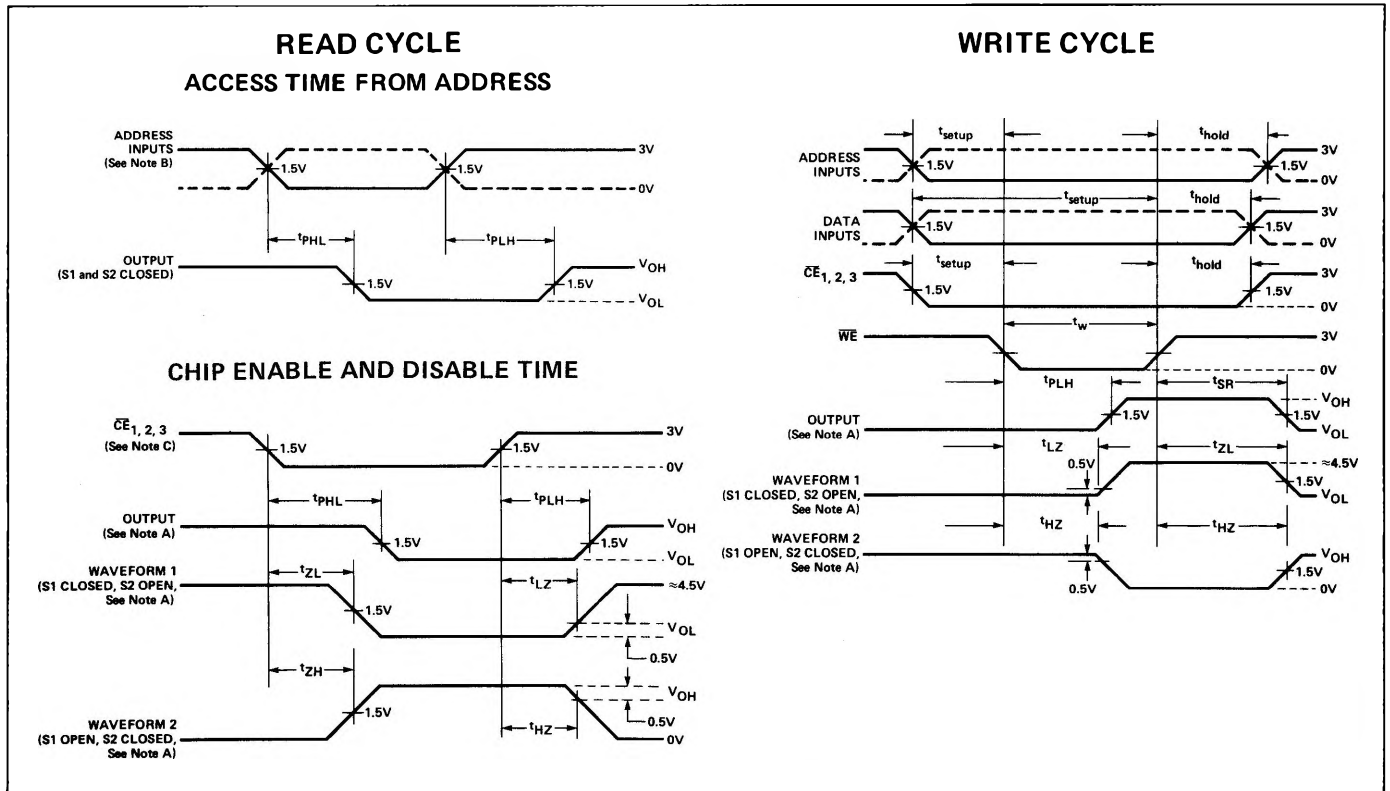 READ CYCLE
ACCESS TIME FROM ADDRESS
ADDRESS
INPUTS
(See Note B)
1.5V
1.5V
3V
0V
tPHL
tPLH
OUTPUT
(S1 and S2 CLOSED)
1.5V
1.5V
VOH
VOL
CHIP ENABLE AND DISABLE TIME
CE1, 2, 3
(See Note C)
1.5V
1.5V
3V
0V
tPHL
tPLH
OUTPUT
(See Note A)
1.5V
1.5V
VOH
VOL
WAVEFORM 1
(S1 CLOSED, S2 OPEN,
See Note A)
tZL
tLZ
1.5V
≈4.5V
VOL
0.5V
tZH
WAVEFORM 2
(S1 OPEN, S2 CLOSED,
See Note A)
1.5V
tHZ
VOH
0.5V
0V
WRITE CYCLE
tsetup
thold
ADDRESS
INPUTS
1.5V
1.5V
3V
0V
tsetup
thold
DATA
INPUTS
1.5V
1.5V
3V
0V
tsetup
thold
CE1, 2, 3
1.5V
1.5V
3V
0V
tw
WE
3V
0V
tPLH
tSR
OUTPUT
(See Note A)
1.5V
1.5V
VOH
VOL
tLZ
tZL
0.5V
WAVEFORM 1
(S1 CLOSED, S2 OPEN,
See Note A)
≈4.5V
1.5V
VOL
tHZ
tHZ
WAVEFORM 2
(S1 OPEN, S2 CLOSED,
See Note A)
0.5V
VOH
1.5V
0V